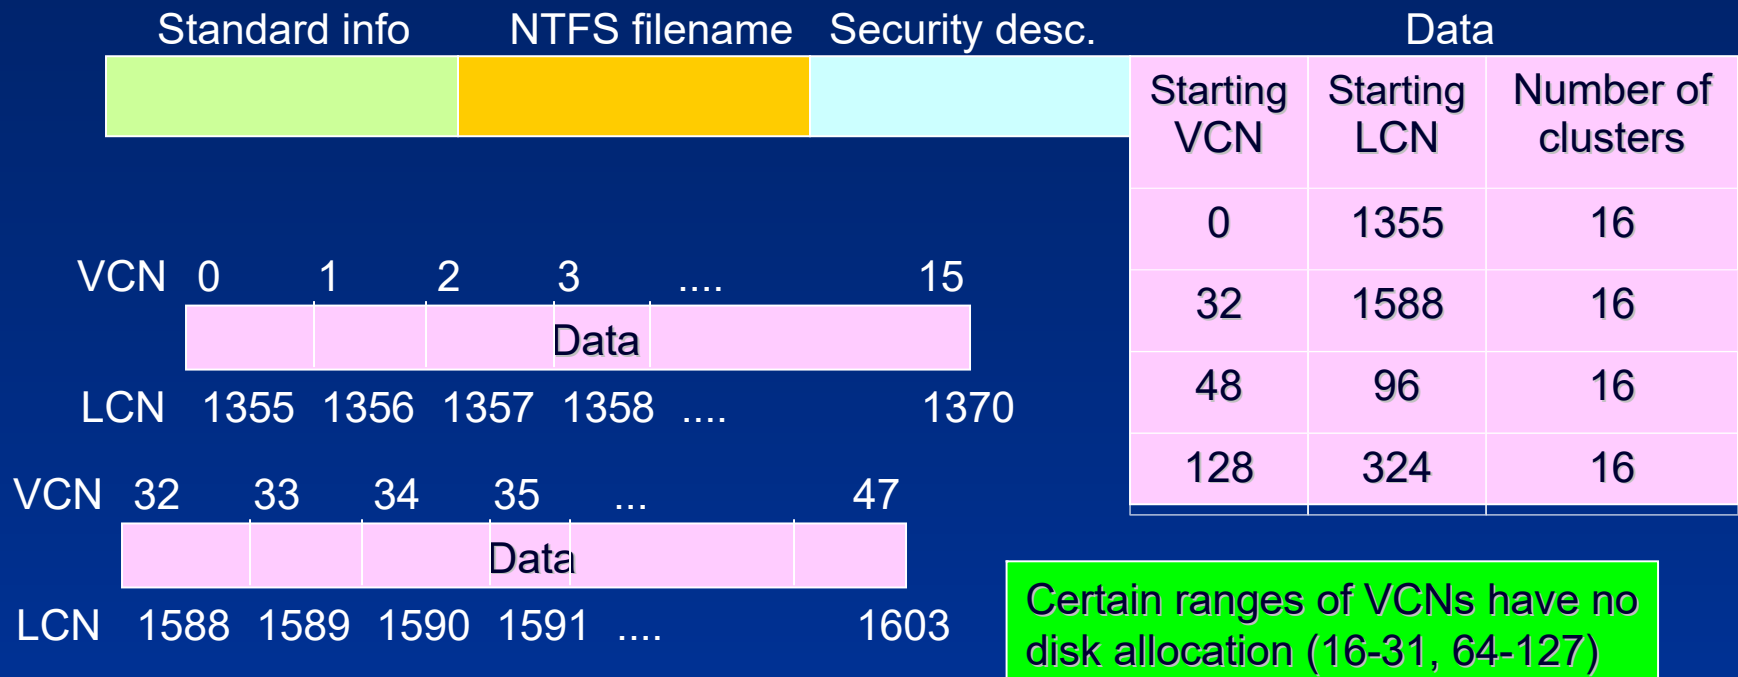 Standard info NTFS filename Security desc. Data
Starting VCN Starting LCN Number of clusters
0 1355 16
32 1588 16
48 96 16
128 324 16
VCN 0 1 2 3 .... 15
Data
LCN 1355 1356 1357 1358 .... 1370
VCN 32 33 34 35 ... 47
Data
LCN 1588 1589 1590 1591 .... 1603
Certain ranges of VCNs have no
disk allocation (16-31, 64-127)